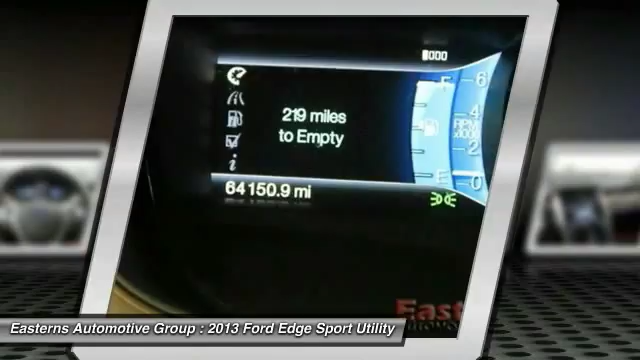 219 miles
to Empty
64150.9 mi
F
E
6
4
RPM
x1000
2
0
i
East
Easterns Automotive Group : 2013 Ford Edge Sport Utility